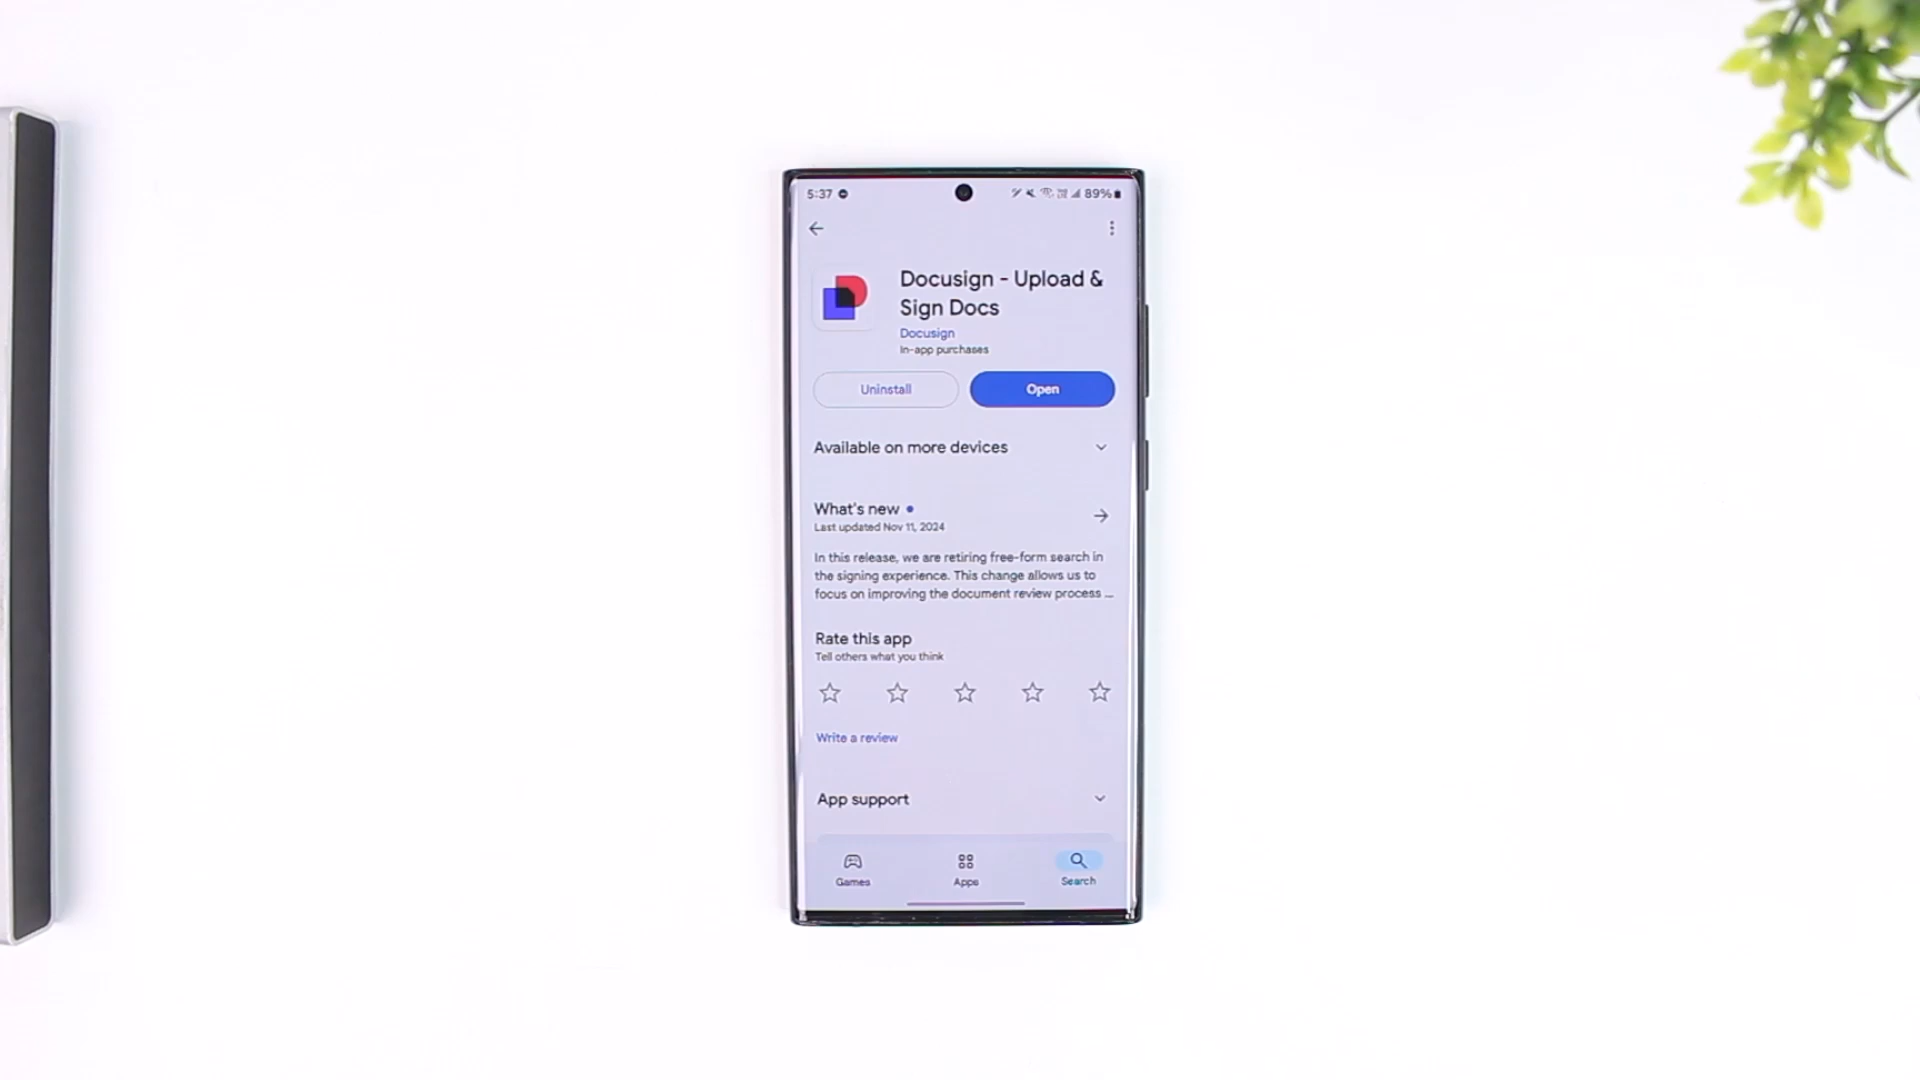 5:37
89%
Docusign - Upload &
Sign Docs
Docusign
In-app purchases
Uninstall
Open
Available on more devices
What's new
Last updated Nov 11, 2024
In this release, we are retiring free-form search in
the signing experience. This change allows us to
focus on improving the document review process ...
Rate this app
Tell others what you think
Write a review
App support
Games
Apps
Search